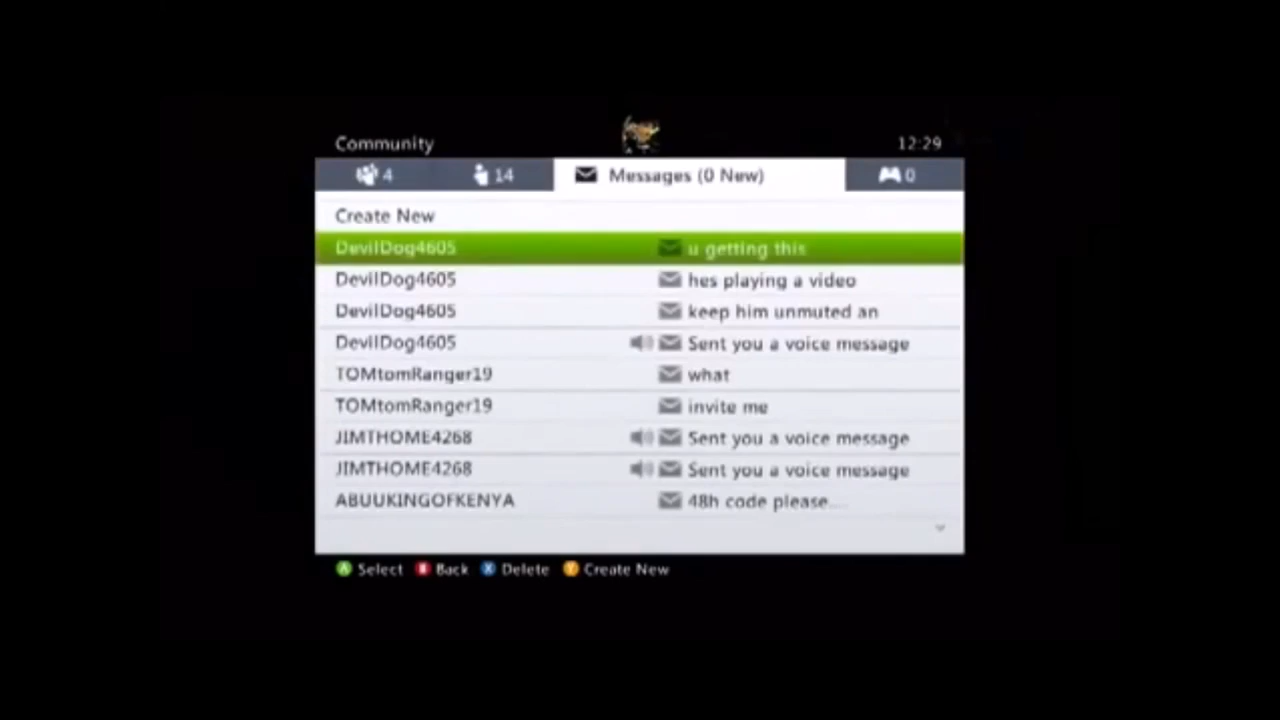 Community 12:29
4 14 Messages (0 New) 0
Create New
DevilDog4605 u getting this
DevilDog4605 hes playing a video
DevilDog4605 keep him unmuted an
DevilDog4605 Sent you a voice message
TOMtomRanger19 what
TOMtomRanger19 invite me
JIMTHOME4268 Sent you a voice message
JIMTHOME4268 Sent you a voice message
ABUUKINGOFKENYA 48h code please...
A Select B Back X Delete Y Create New